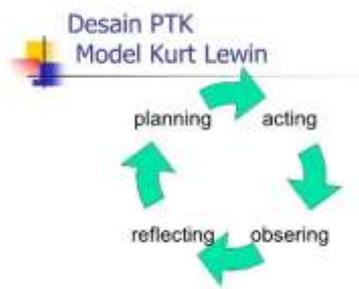 Desain PTK
Model Kurt Lewin
planning acting
reflecting obsering